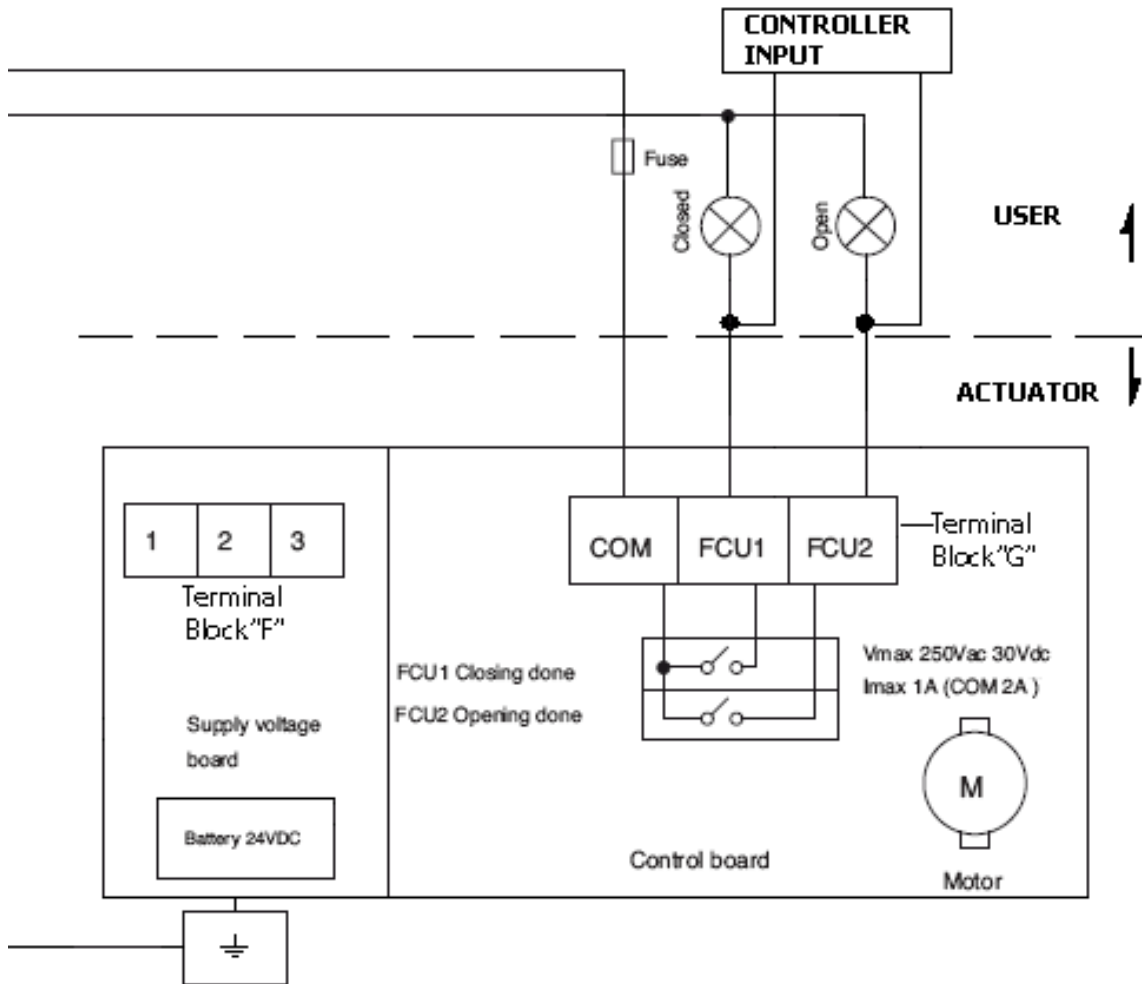 CONTROLLER
INPUT
Fuse
Closed
Open
USER
ACTUATOR
1 2 3
Terminal
Block"F"
COM FCU1 FCU2
Terminal
Block"G"
FCU1 Closing done
FCU2 Opening done
Vmax 250Vac 30Vdc
Imax 1A (COM 2A )
Supply voltage
board
Battery 24VDC
M
Control board
Motor